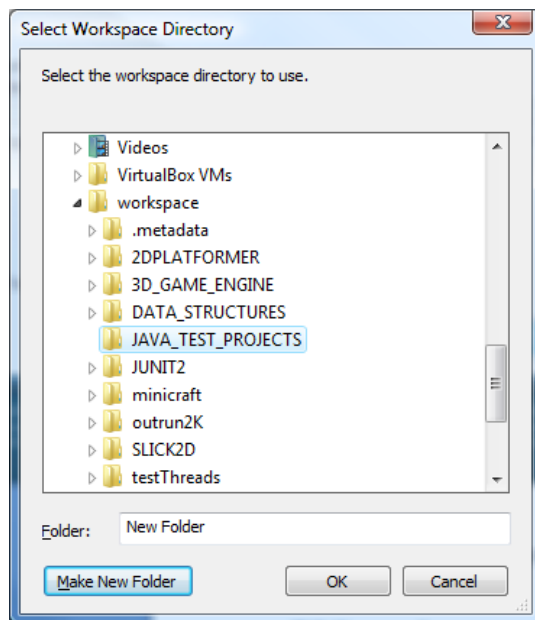 Select Workspace Directory
Select the workspace directory to use.
Videos
VirtualBox VMs
workspace
.metadata
2DPLATFORMER
3D_GAME_ENGINE
DATA_STRUCTURES
JAVA_TEST_PROJECTS
JUNIT2
minicraft
outrun2K
SLICK2D
testThreads
Folder: New Folder
Make New Folder OK Cancel